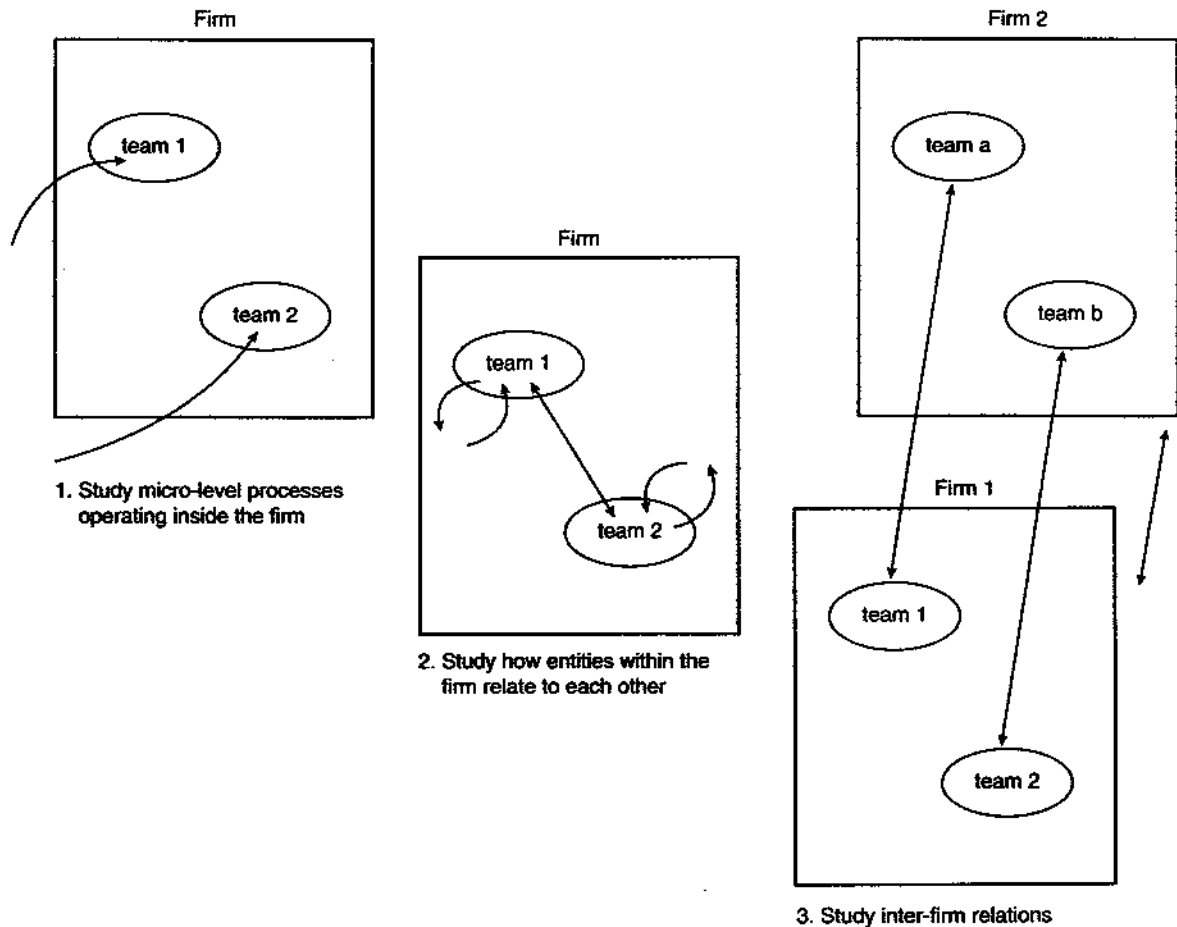 Firm
team 1
team 2
1. Study micro-level processes
operating inside the firm
Firm
team 1
team 2
2. Study how entities within the
firm relate to each other
Firm 2
team a
team b
Firm 1
team 1
team 2
3. Study inter-firm relations